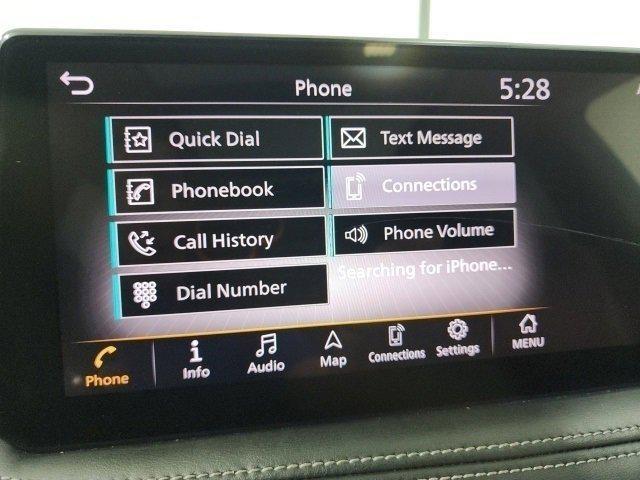 Phone
5:28
Quick Dial
Text Message
Phonebook
Connections
Call History
Phone Volume
Searching for iPhone...
Dial Number
Phone
Info
Audio
Map
Connections
Settings
MENU